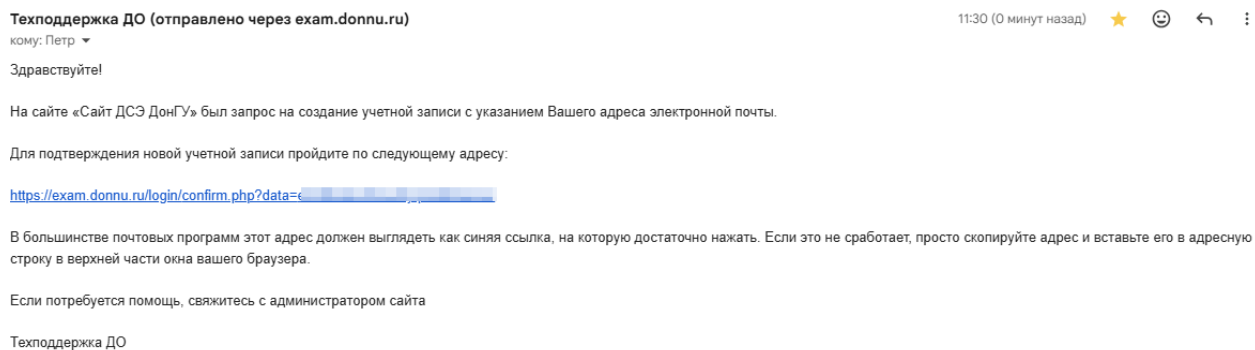 Техподдержка ДО (отправлено через exam.donnu.ru)
11:30 (0 минут назад)
кому: Петр
Здравствуйте!
На сайте «Сайт ДСЭ ДонГУ» был запрос на создание учетной записи с указанием Вашего адреса электронной почты.
Для подтверждения новой учетной записи пройдите по следующему адресу:
https://exam.donnu.ru/login/confirm.php?data=
В большинстве почтовых программ этот адрес должен выглядеть как синяя ссылка, на которую достаточно нажать. Если это не сработает, просто скопируйте адрес и вставьте его в адресную
строку в верхней части окна вашего браузера.
Если потребуется помощь, свяжитесь с администратором сайта
Техподдержка ДО